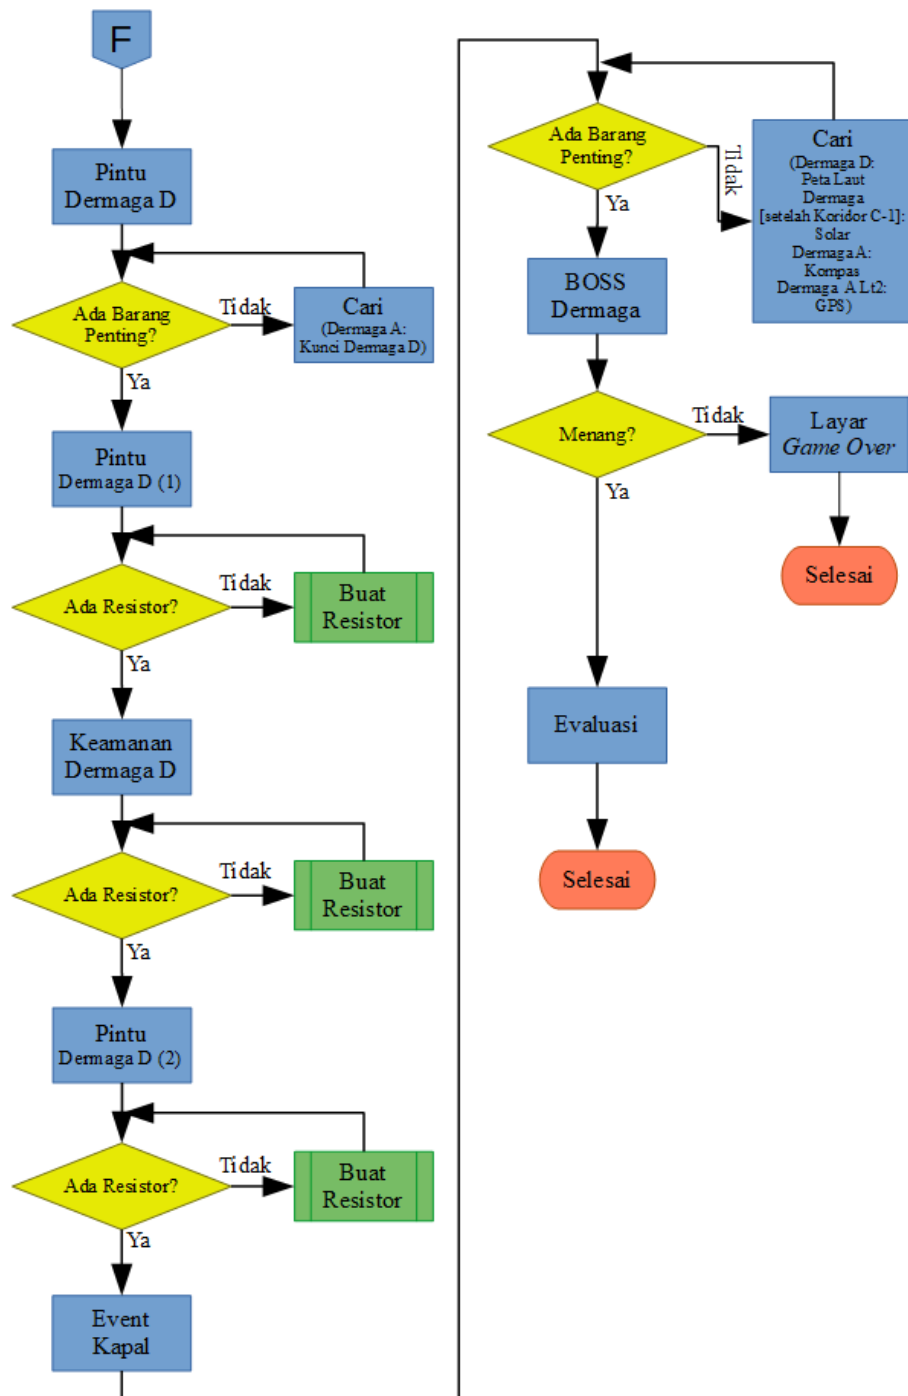 F
Pintu
Dermaga D
Ada Barang
Penting?
Tidak
Cari
(Dermaga A:
Kunci Dermaga D)
Ya
Pintu
Dermaga D (1)
Ada Resistor?
Tidak
Buat
Resistor
Ya
Keamanan
Dermaga D
Ada Resistor?
Tidak
Buat
Resistor
Ya
Pintu
Dermaga D (2)
Ada Resistor?
Tidak
Buat
Resistor
Ya
Event
Kapal
Ada Barang
Penting?
Tidak
Cari
(Dermaga D:
Peta Laut
Dermaga
[setelah Koridor C-1]:
Solar
Dermaga A:
Kompas
Dermaga A Lt2:
GPS)
Ya
BOSS
Dermaga
Menang?
Tidak
Layar
Game Over
Selesai
Ya
Evaluasi
Selesai